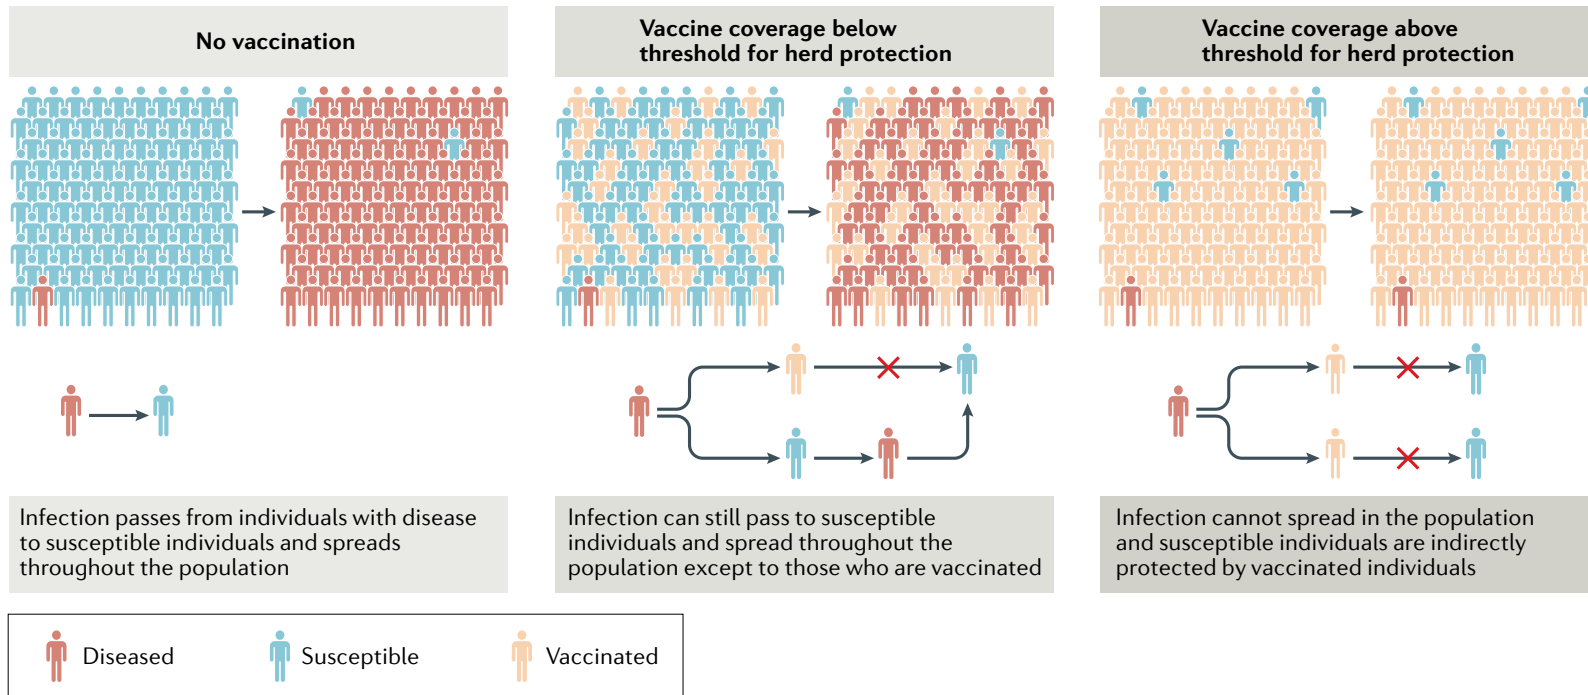 No vaccination
Vaccine coverage below
threshold for herd protection
Vaccine coverage above
threshold for herd protection
Infection passes from individuals with disease
to susceptible individuals and spreads
throughout the population
Infection can still pass to susceptible
individuals and spread throughout the
population except to those who are vaccinated
Infection cannot spread in the population
and susceptible individuals are indirectly
protected by vaccinated individuals
Diseased
Susceptible
Vaccinated